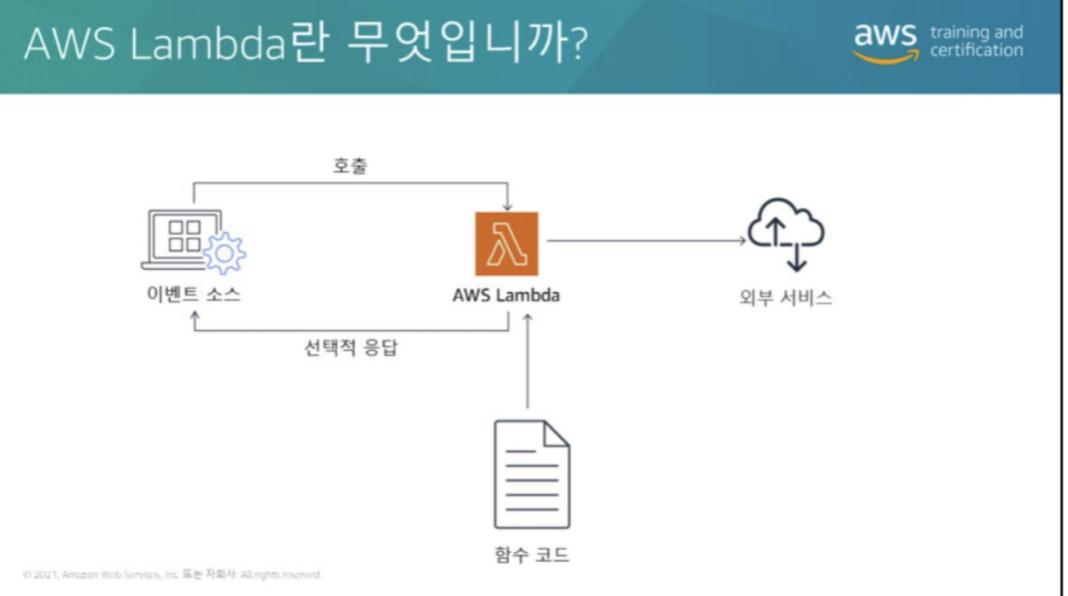 AWS Lambda란 무엇입니까?
aws training and
certification
호출
이벤트 소스
AWS Lambda
외부 서비스
선택적 응답
함수 코드
© 2021, Amazon Web Services, Inc. 또는 자회사. All rights reserved.